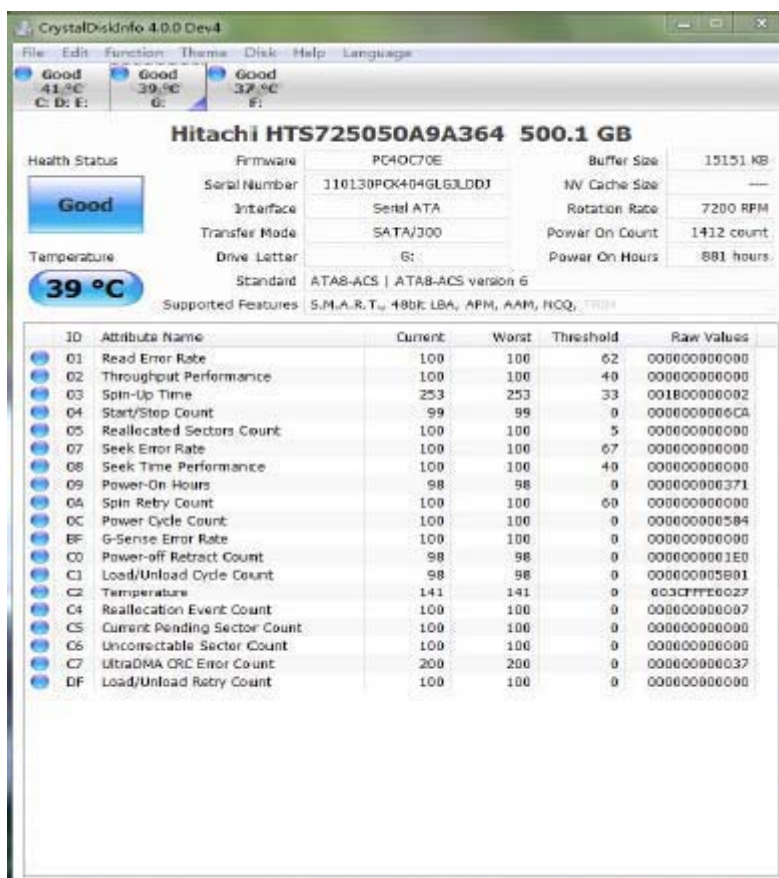 CrystalDiskInfo 4.0.0 Dev4
File Edit Function Theme Disk Help Language
Good Good Good
41 °C 39 °C 37 °C
C: D: E: G: F:
Hitachi HTS725050A9A364 500.1 GB
Health Status Firmware PC4OC70E Buffer Size 15151 KB
Good Serial Number NV Cache Size ----
Interface Serial ATA Rotation Rate 7200 RPM
Transfer Mode SATA/300 Power On Count 1412 count
Temperature Drive Letter G: Power On Hours 881 hours
39 °C Standard ATA8-ACS | ATA8-ACS version 6
Supported Features S.M.A.R.T., 48bit LBA, APM, AAM, NCQ, TRIM
ID Attribute Name Current Worst Threshold Raw Values
01 Read Error Rate 100 100 62 000000000000
02 Throughput Performance 100 100 40 000000000000
03 Spin-Up Time 253 253 33 001B00000002
04 Start/Stop Count 99 99 0 0000000006CA
05 Reallocated Sectors Count 100 100 5 000000000000
07 Seek Error Rate 100 100 67 000000000000
08 Seek Time Performance 100 100 40 000000000000
09 Power-On Hours 98 98 0 000000000371
0A Spin Retry Count 100 100 60 000000000000
0C Power Cycle Count 100 100 0 000000000584
BF G-Sense Error Rate 100 100 0 000000000000
C0 Power-off Retract Count 98 98 0 0000000001E0
C1 Load/Unload Cycle Count 98 98 0 000000005B01
C2 Temperature 141 141 0 003CFFFE0027
C4 Reallocation Event Count 100 100 0 000000000007
C5 Current Pending Sector Count 100 100 0 000000000000
C6 Uncorrectable Sector Count 100 100 0 000000000000
C7 UltraDMA CRC Error Count 200 200 0 000000000037
DF Load/Unload Retry Count 100 100 0 000000000000